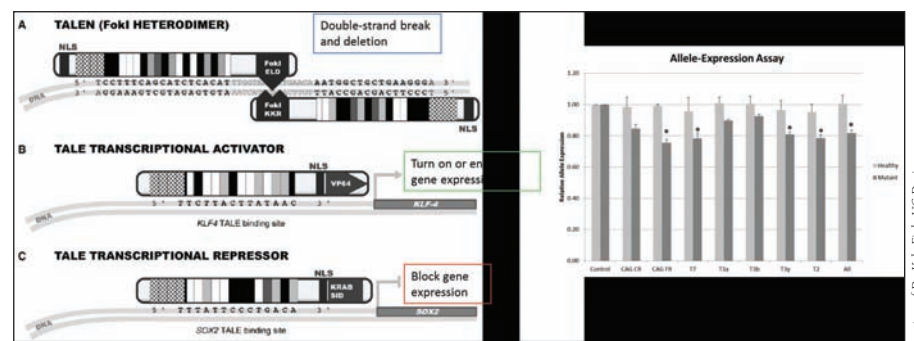 A TALEN (FokI HETERODIMER)
Double-strand break
and deletion
NLS
FokI
ELD
5' TCCTTTCAGCATCTCACAT
AATGGCTGCTGAAGGGA 3'
3' AGGAAAGTCGTAGAGTGTA
TTACCGACGACTTCCCT 5'
DNA
FokI
KKR
NLS
B TALE TRANSCRIPTIONAL ACTIVATOR
NLS
VP64
Turn on or en
gene expressi
5' TTCTTACTTATAAC 3'
KLF-4
DNA
KLF4 TALE binding site
C TALE TRANSCRIPTIONAL REPRESSOR
NLS
KRAB
SID
Block gene
expression
5' TTTATTCCCTGACA 3'
SOX2
DNA
SOX2 TALE binding site
Allele-Expression Assay
Relative Allele Expression
1.20
1.00
0.80
0.60
0.40
0.20
0.00
Control CAG CR CAG FR T7 T3a T3b T3y T2 All
Healthy
Mutant